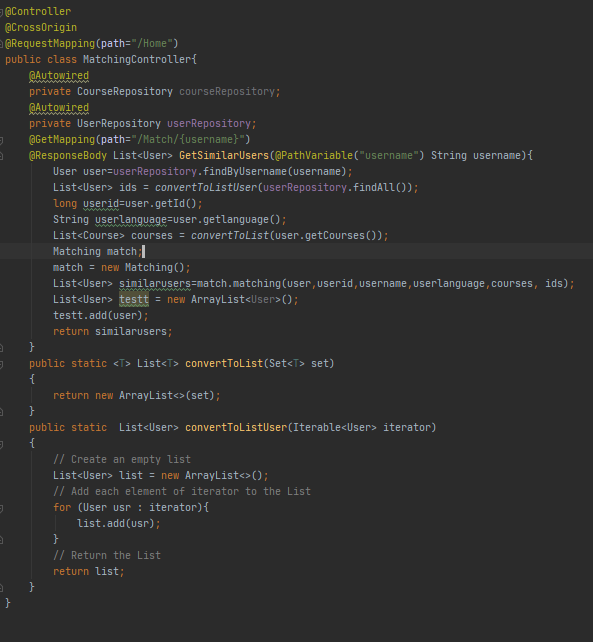 @Controller
@CrossOrigin
@RequestMapping(path="/Home")
public class MatchingController{
    @Autowired
    private CourseRepository courseRepository;
    @Autowired
    private UserRepository userRepository;
    @GetMapping(path="/Match/{username}")
    @ResponseBody List<User> GetSimilarUsers(@PathVariable("username") String username){
        User user=userRepository.findByUsername(username);
        List<User> ids = convertToListUser(userRepository.findAll());
        long userid=user.getId();
        String userlanguage=user.getlanguage();
        List<Course> courses = convertToList(user.getCourses());
        Matching match;
        match = new Matching();
        List<User> similarusers=match.matching(user,userid,username,userlanguage,courses, ids);
        List<User> testt = new ArrayList<User>();
        testt.add(user);
        return similarusers;
    }
    public static <T> List<T> convertToList(Set<T> set)
    {
        return new ArrayList<>(set);
    }
    public static  List<User> convertToListUser(Iterable<User> iterator)
    {
        // Create an empty list
        List<User> list = new ArrayList<>();
        // Add each element of iterator to the List
        for (User usr : iterator){
            list.add(usr);
        }
        // Return the List
        return list;
    }
}